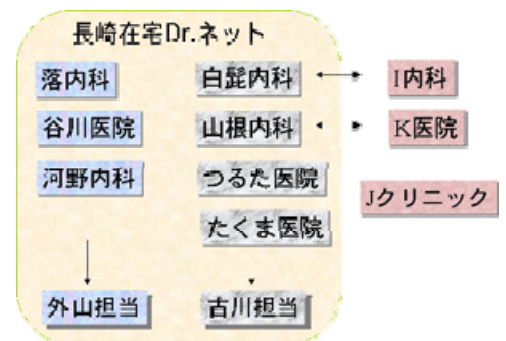 長崎在宅Dr.ネット
落内科
白髭内科
I内科
谷川医院
山根内科
K医院
河野内科
つるた医院
Jクリニック
たくま医院
外山担当
古川担当